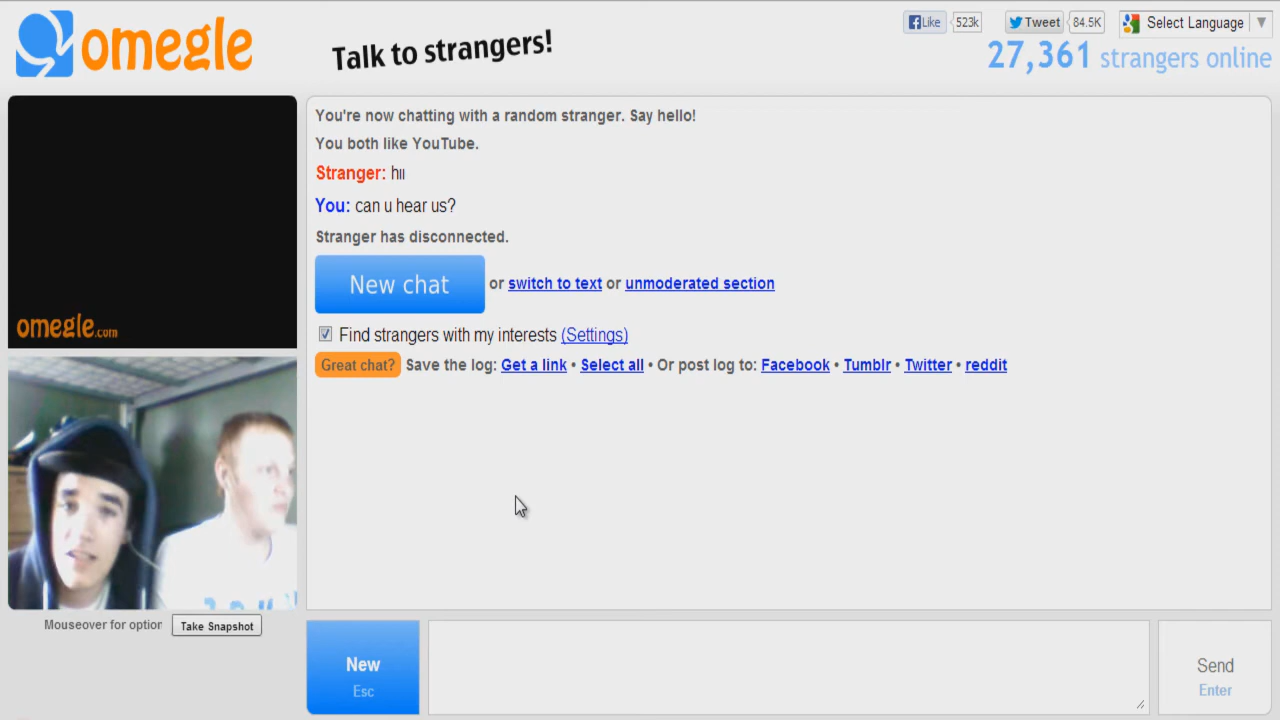 omegle
Talk to strangers!
Like 523k
Tweet 84.5K
Select Language
27,361 strangers online
You're now chatting with a random stranger. Say hello!
You both like YouTube.
Stranger: hii
You: can u hear us?
Stranger has disconnected.
New chat or switch to text or unmoderated section
Find strangers with my interests (Settings)
Great chat? Save the log: Get a link • Select all • Or post log to: Facebook • Tumblr • Twitter • reddit
omegle.com
Mouseover for option
Take Snapshot
New
Esc
Send
Enter